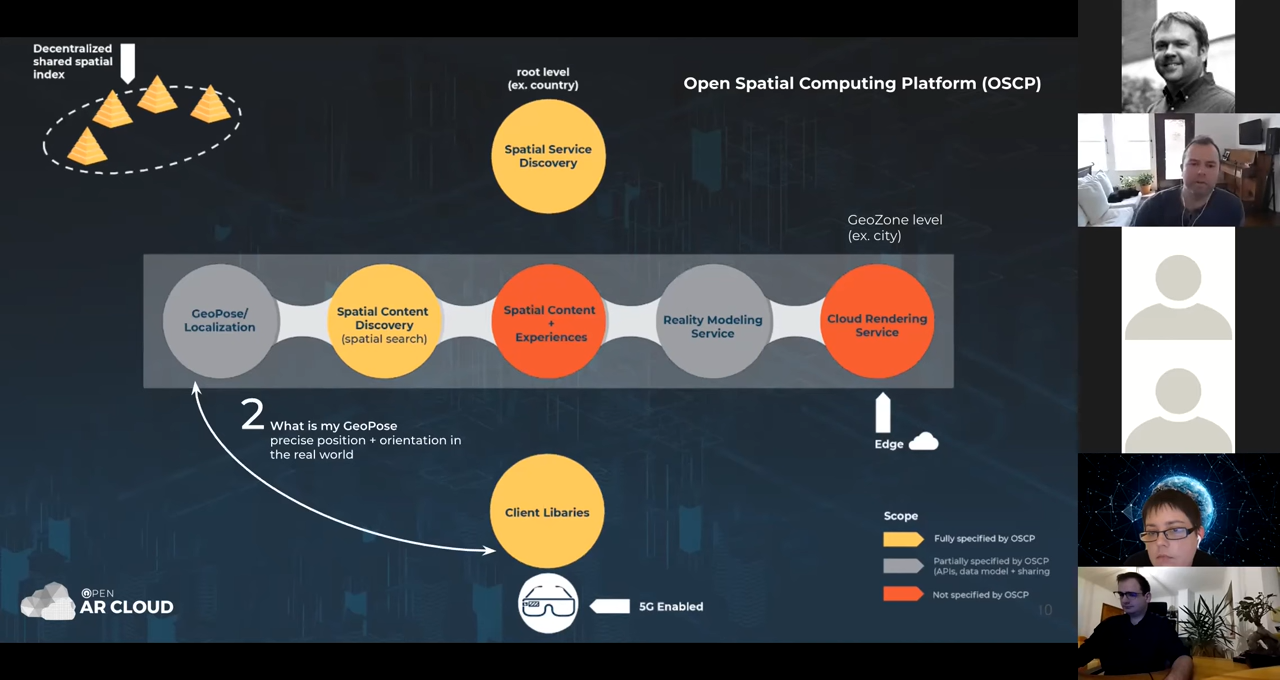 Decentralized
shared spatial
index
root level
(ex. country)
Open Spatial Computing Platform (OSCP)
Spatial Service
Discovery
GeoZone level
(ex. city)
GeoPose/
Localization
Spatial Content
Discovery
(spatial search)
Spatial Content
+
Experiences
Reality Modeling
Service
Cloud Rendering
Service
2
What is my GeoPose
precise position + orientation in
the real world
Edge
Client Libaries
Scope
Fully specified by OSCP
Partially specified by OSCP
(APIs, data model + sharing
Not specified by OSCP
OPEN
AR CLOUD
5G Enabled
10